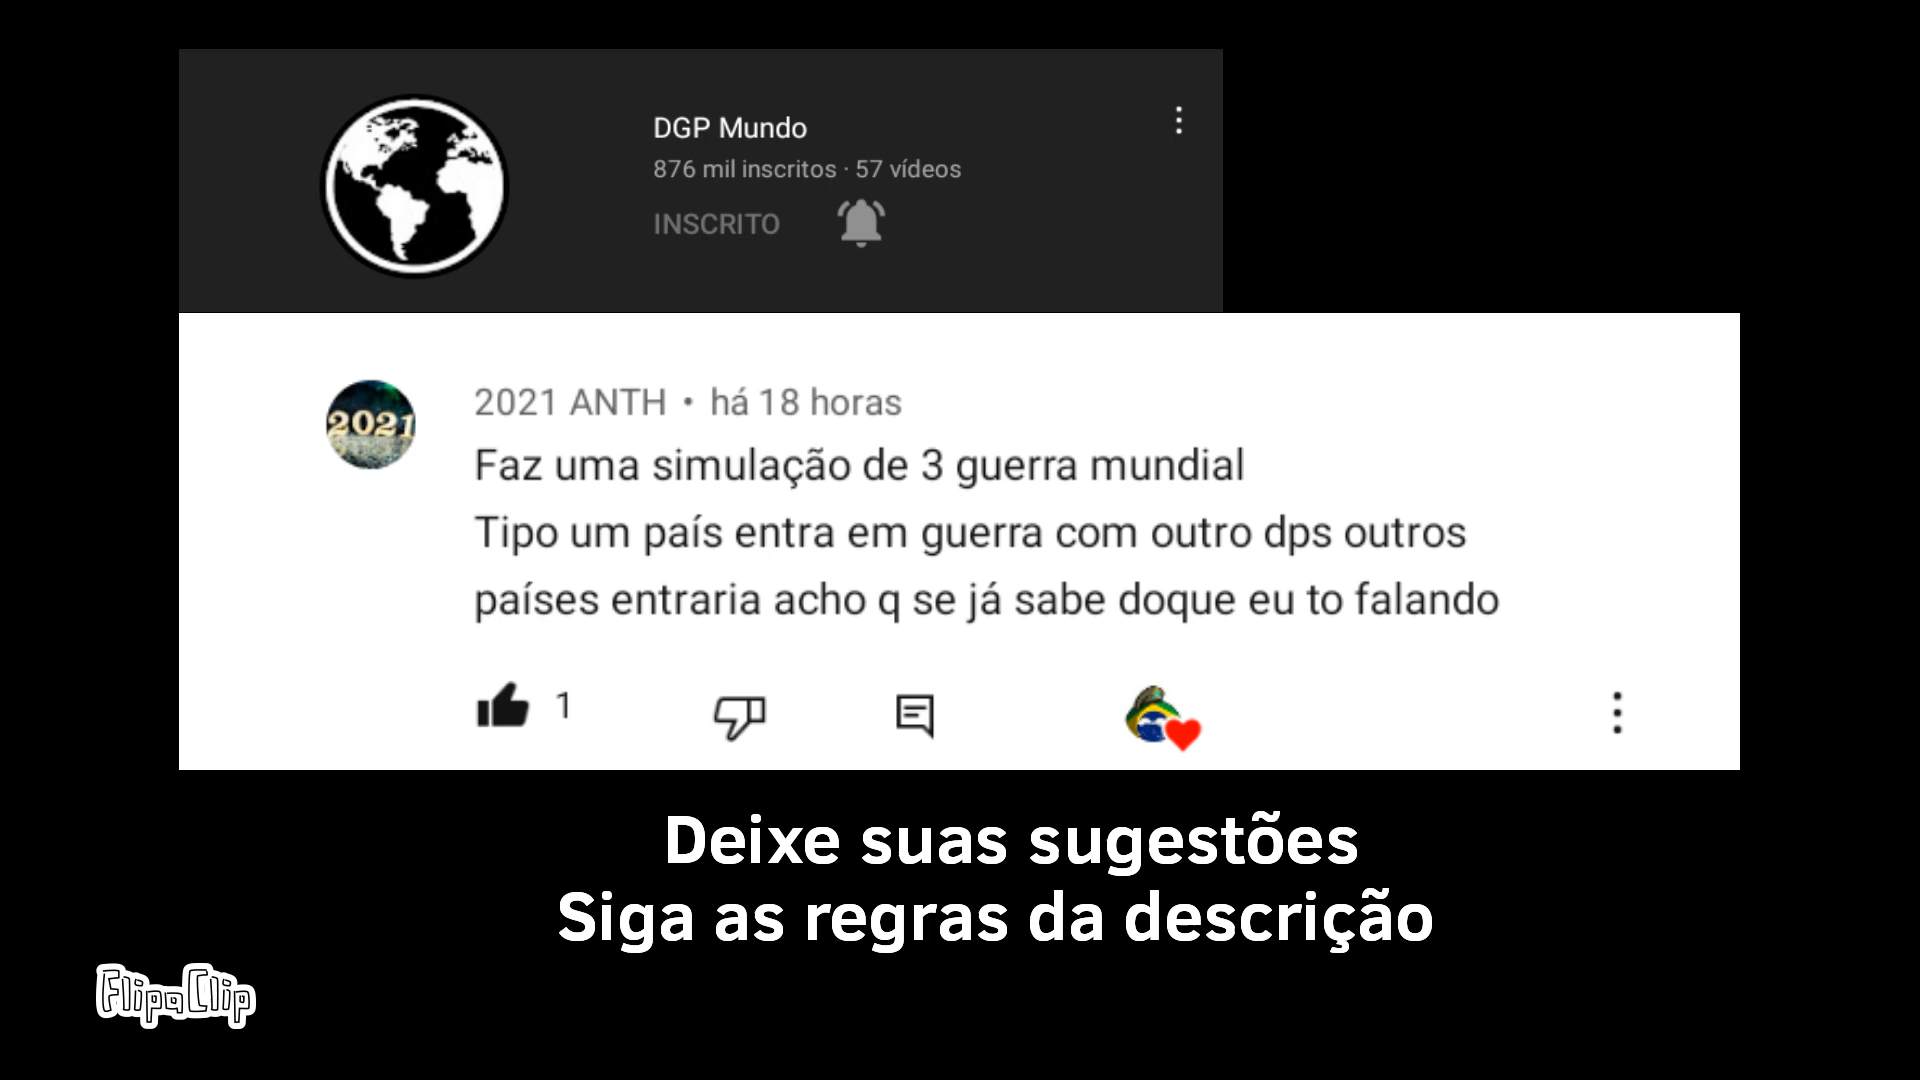 DGP Mundo
876 mil inscritos · 57 vídeos
INSCRITO
2021
2021 ANTH • há 18 horas
Faz uma simulação de 3 guerra mundial
Tipo um país entra em guerra com outro dps outros
países entraria acho q se já sabe doque eu to falando
1
Deixe suas sugestões
Siga as regras da descrição
FlipaClip